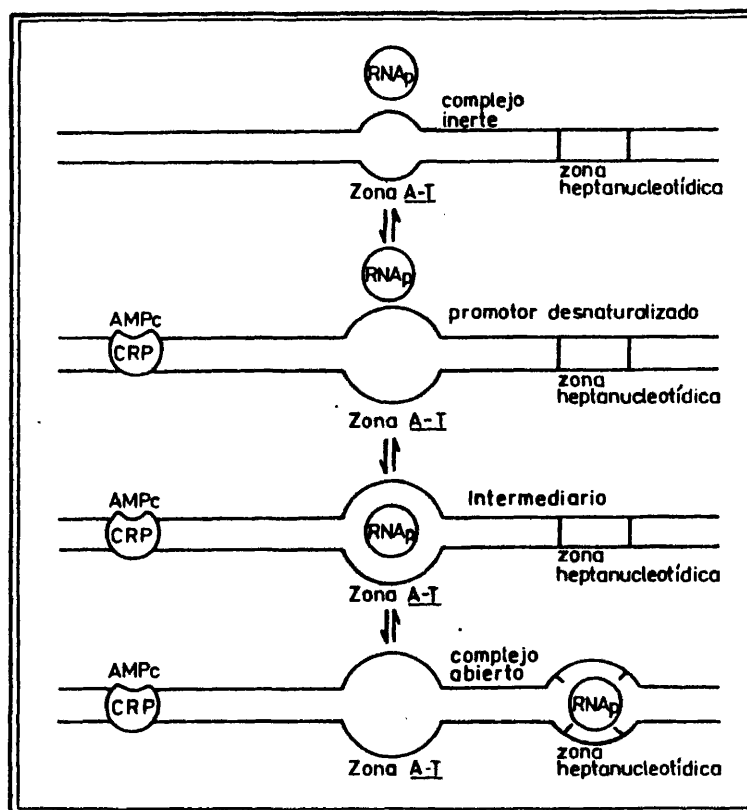 RNAp
complejo
inerte
zona
heptanucleotídica
Zona A-T
RNAp
AMPc
CRP
promotor desnaturalizado
zona
heptanucleotídica
Zona A-T
AMPc
CRP
RNAp
Intermediario
zona
heptanucleotídica
Zona A-T
AMPc
CRP
complejo
abierto
RNAp
zona
heptanucleotídica
Zona A-T